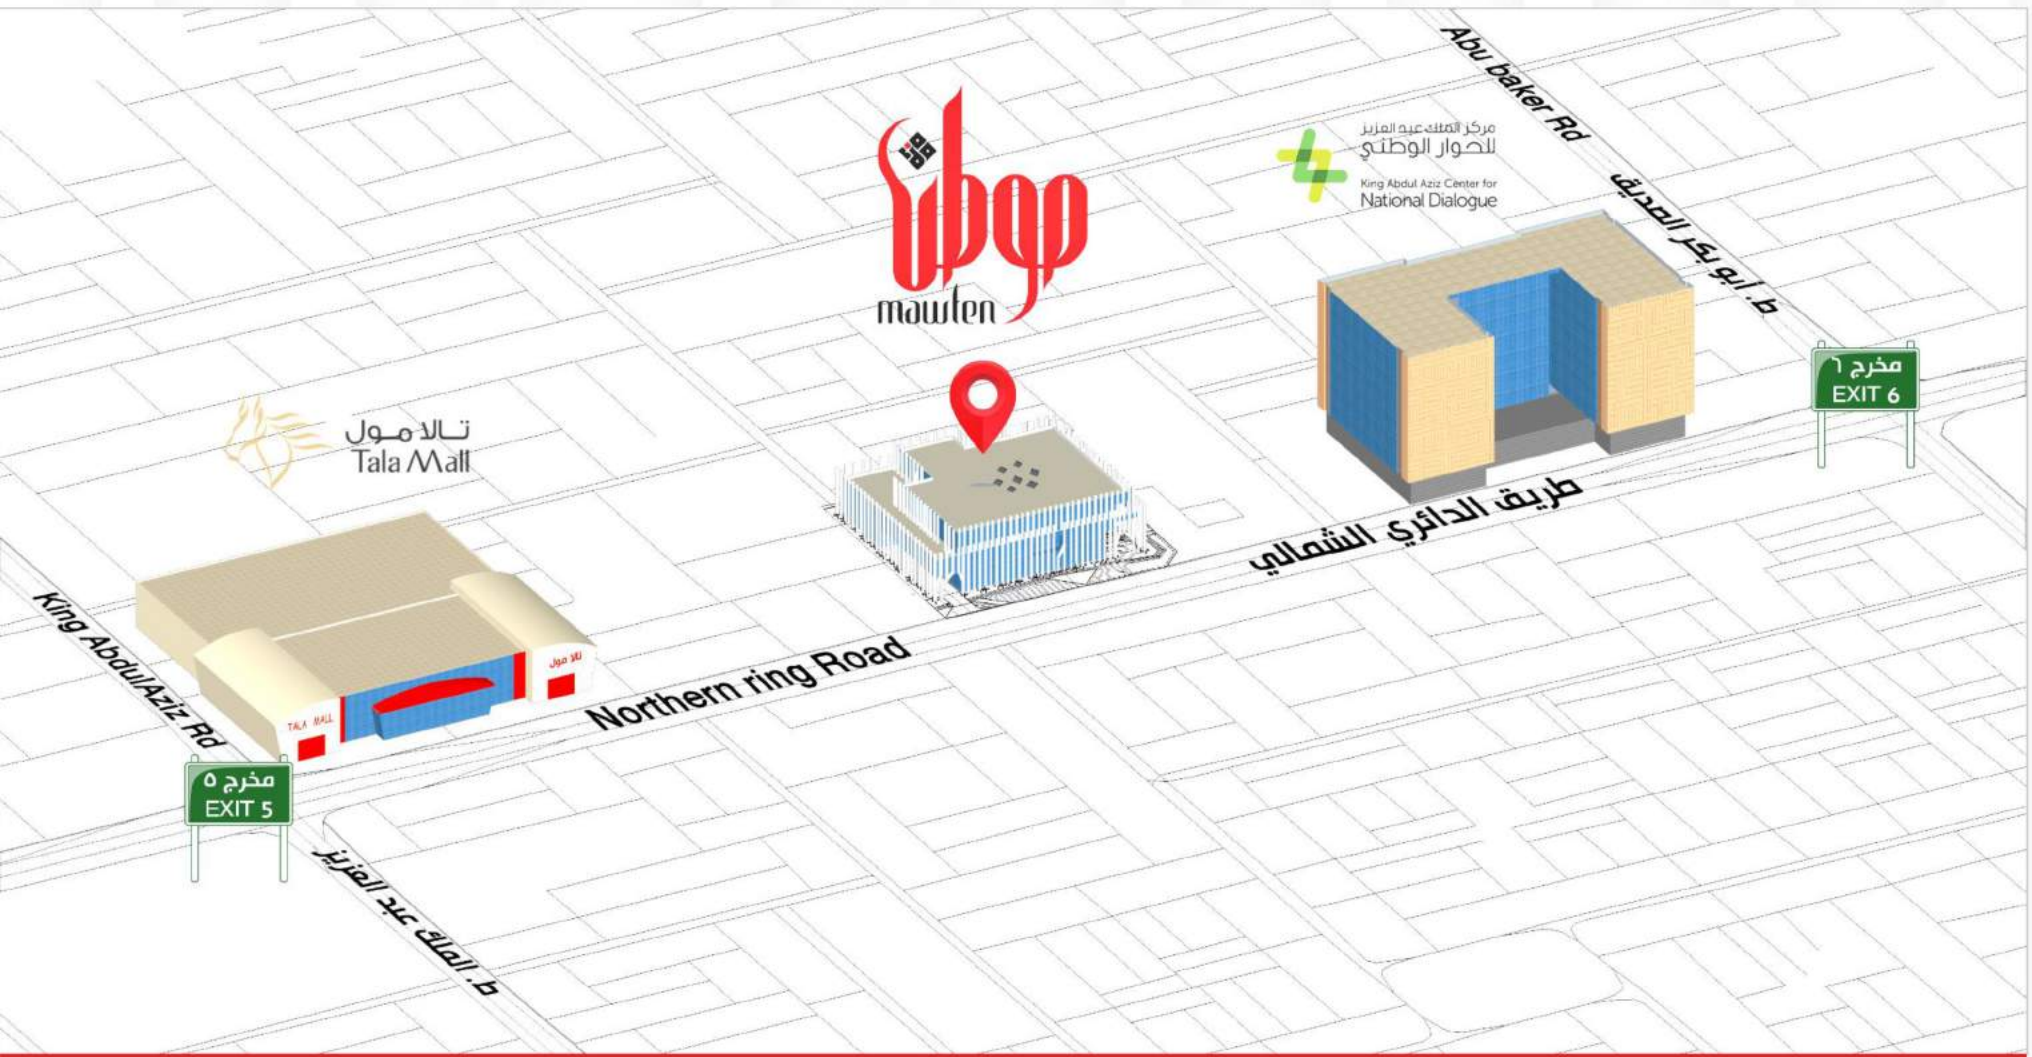 Abu baker Rd
ط. أبو بكر الصديق
موطن
mawten
مركز الملك عبد العزيز
للحوار الوطني
King Abdul Aziz Center for
National Dialogue
مخرج ٦
EXIT 6
تالا مول
Tala Mall
طريق الدائري الشمالي
Northern ring Road
King AbdulAziz Rd
تالا مول
TALA MALL
مخرج ٥
EXIT 5
ط. الملك عبد العزيز